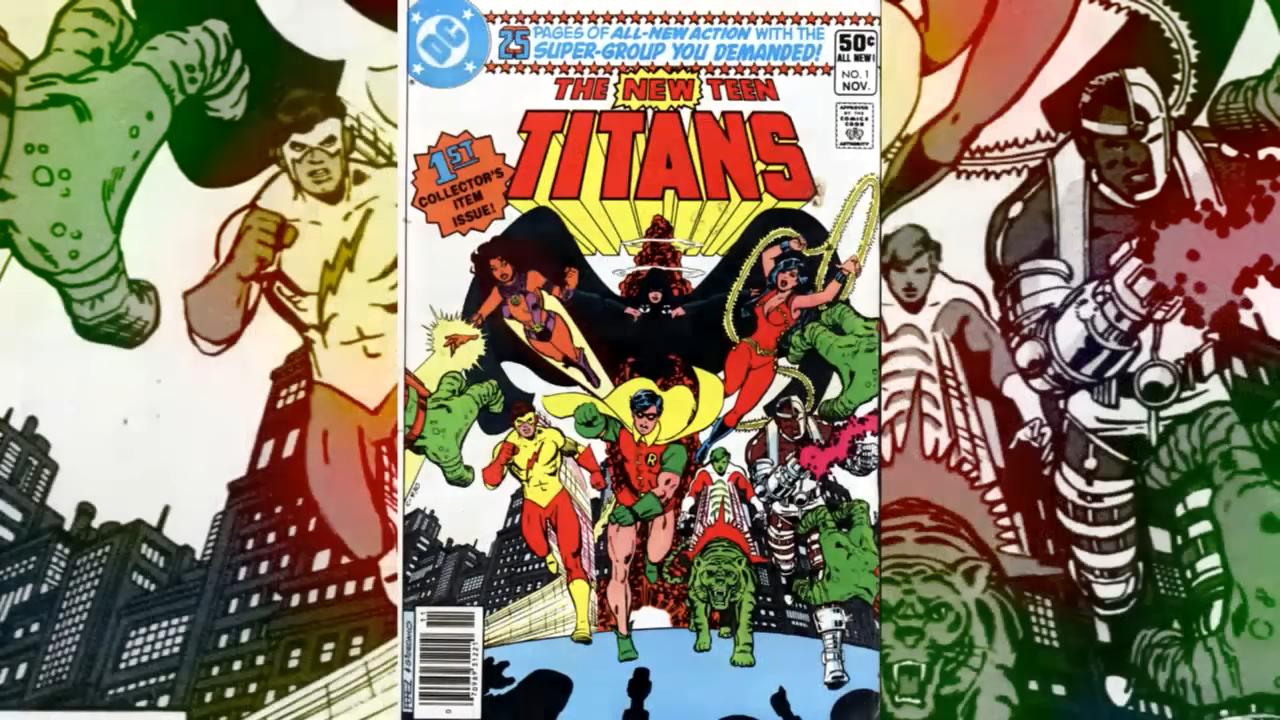 DC
25 PAGES OF ALL-NEW ACTION WITH THE
SUPER-GROUP YOU DEMANDED!
50¢
ALL NEW!
NO. 1
NOV.
APPROVED
BY THE
COMICS
CODE
AUTHORITY
THE NEW TEEN
TITANS
1ST
COLLECTOR'S
ITEM
ISSUE!
R
11